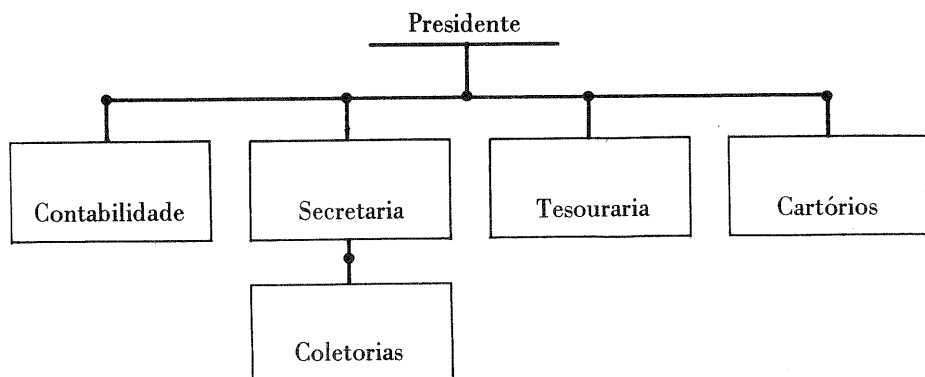 Presidente
Contabilidade
Secretaria
Tesouraria
Cartórios
Coletorias